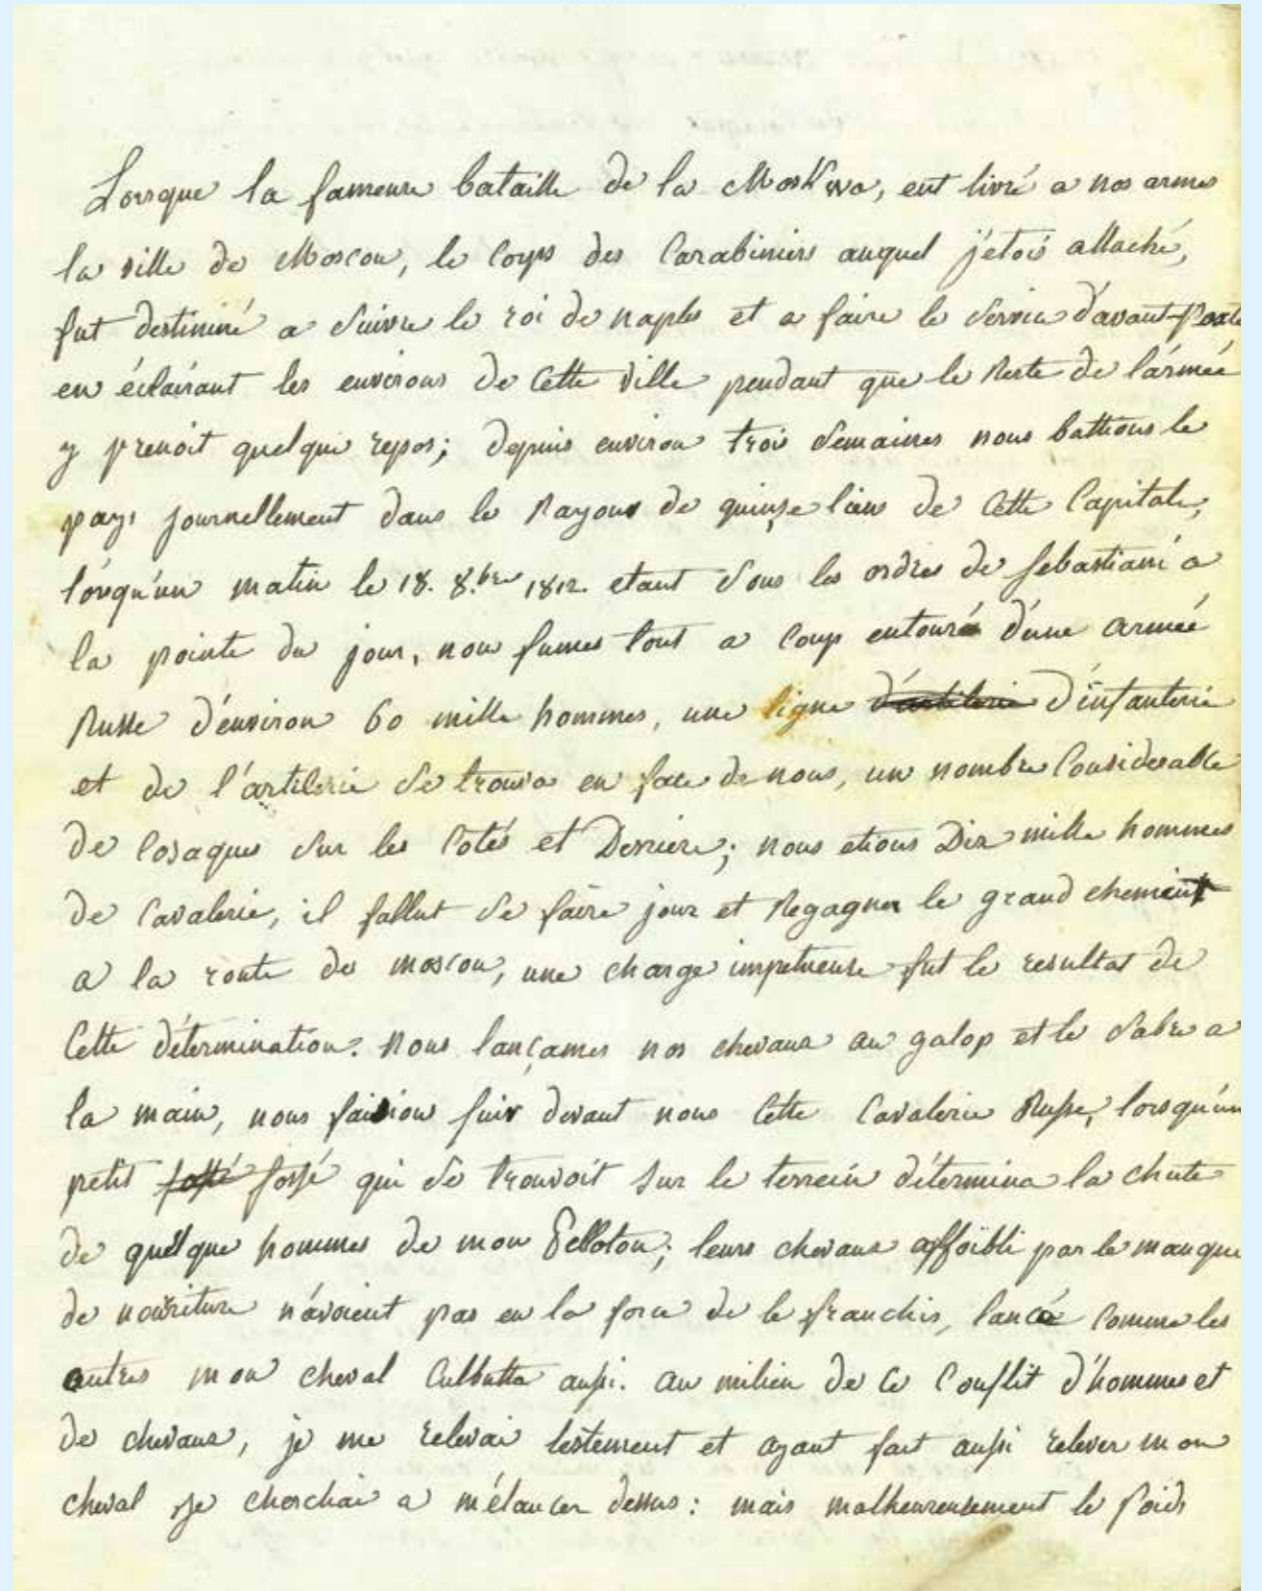 Lorsque la fameuse bataille de la Moskwa, eut livré a nos armes
la ville de Moscou, le Corps des Carabiniers auquel j'étois attaché,
fut destininé a suivre le roi de naples et a faire le service d'avant-Poste
en éclairant les environs de Cette ville pendant que le Reste de l'armée
y prenoit quelque repos; depuis environ trois semaines nous battions le
pays journellement dans le Rayons de quinze lieus de Cette Capitale,
lorsqu'un matin le 18. 8.bre 1812. etant sous les ordres de Sebastiani a
la pointe du jour, nous fumes tout a Coup entouré d'une armée
Russe d'environ 60 mille hommes, une ligne d'artilerie d'infanterie
et de l'artilerie se trouva en face de nous, un nombre Considerable
de Cosaques sur les Cotés et Derriere; nous etions Dix mille hommes
de Cavalerie, il fallut se faire jour et Regagner le grand chemin
a la route de moscou, une charge impetueuse fut le resultat de
Cette détermination. Nous lançames nos chevaux au galop et le sabre a
la main, nous faision fuir devant nous Cette Cavalerie Russe, lorsqu'un
petit fossé fossé qui se trouvoit sur le terrein détermina la chute
de quelque hommes de mon Pelloton; leurs chevaux affoibli par le manque
de nouriture n'avoient pas eu la force de le franchir, lancé Comme les
autres mon cheval Culbutta aussi. au milieu de Ce Conflit d'hommes et
de chevaux, je me relevai lestement et ayant fait aussi relever mon
cheval je cherchai a m'élancer dessus: mais malheureusement le Poids